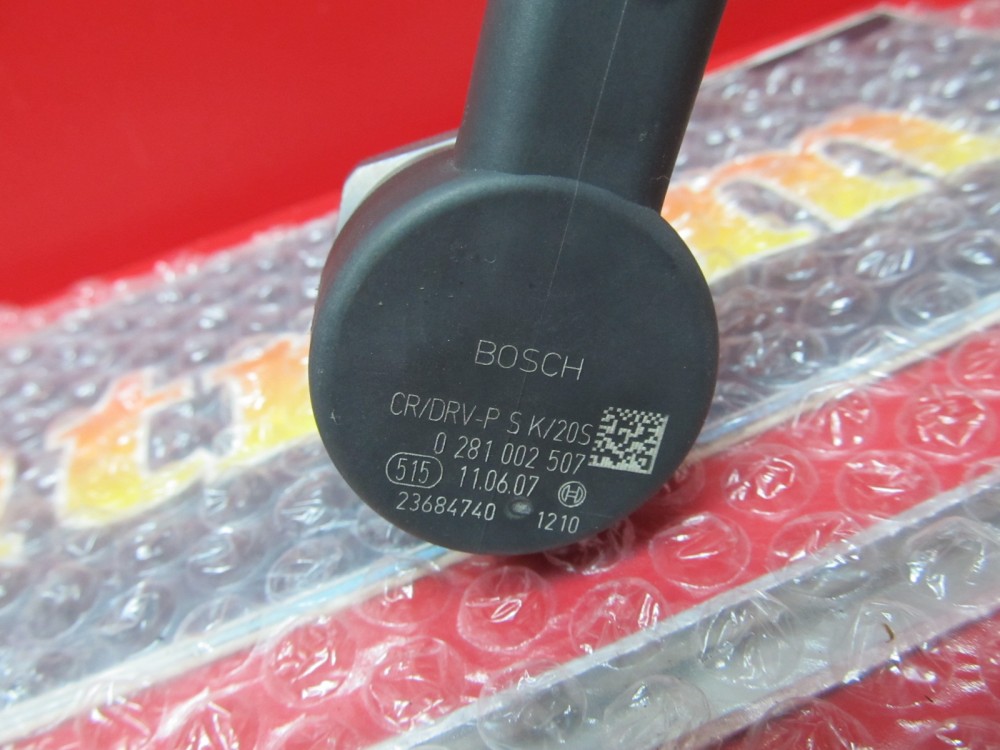 BOSCH
CR/DRV-P S K/20S
0 281 002 507
515 11.06.07
23684740 1210